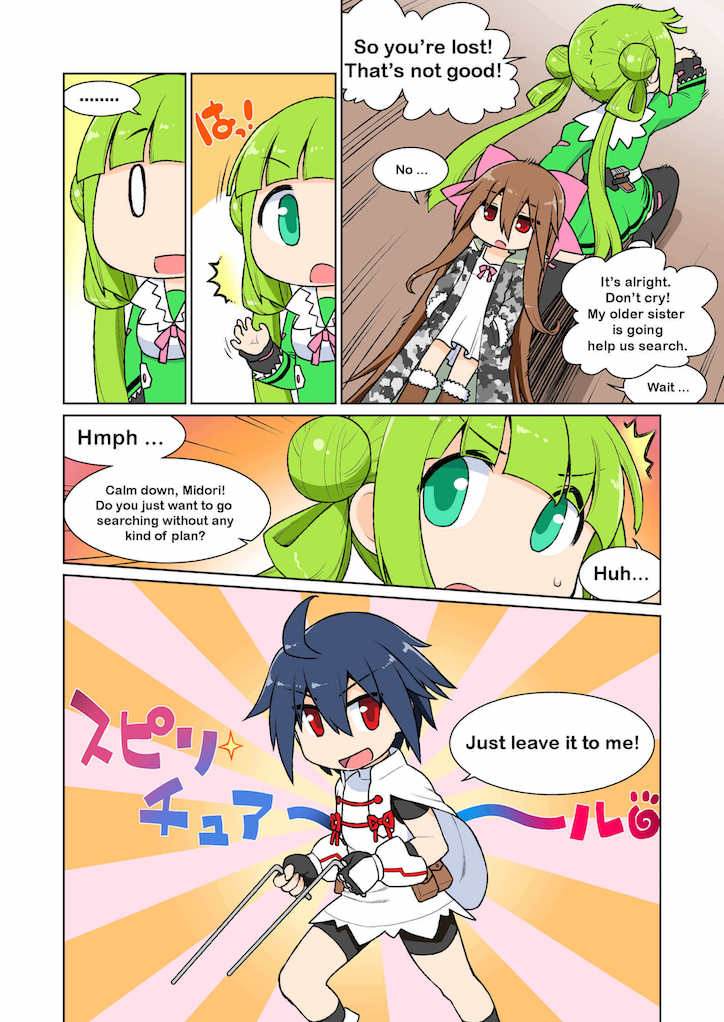 So you're lost!
That's not good!
No ...
It's alright.
Don't cry!
My older sister
is going
help us search.
Wait ...
はっ!
........
Hmph ...
Calm down, Midori!
Do you just want to go
searching without any
kind of plan?
Huh...
スピリ
チュアール
Just leave it to me!